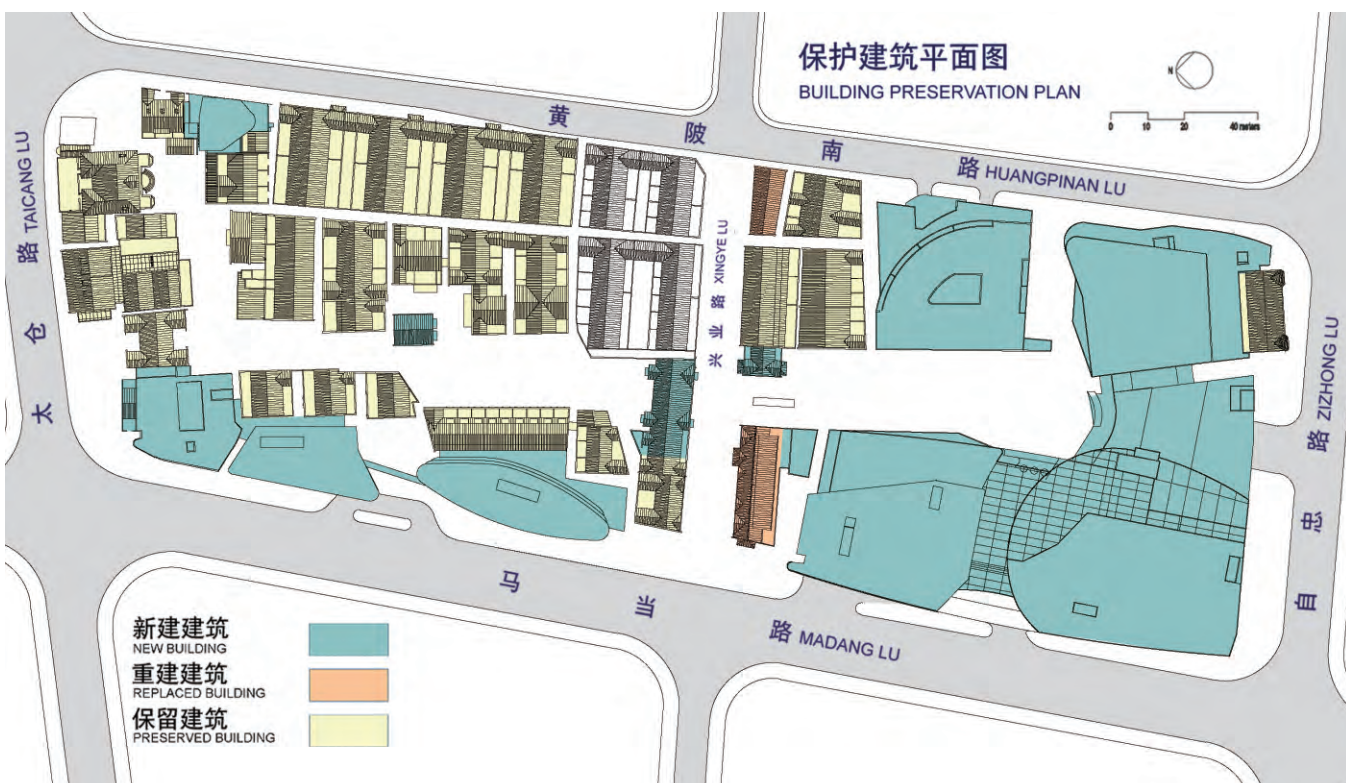 保护建筑平面图
BUILDING PRESERVATION PLAN
N
0 10 20 40 meters
黄陂南路 HUANGPINAN LU
太仓路 TAICANG LU
兴业路 XINGYE LU
自忠路 ZIZHONG LU
马当路 MADANG LU
新建建筑
NEW BUILDING
重建建筑
REPLACED BUILDING
保留建筑
PRESERVED BUILDING